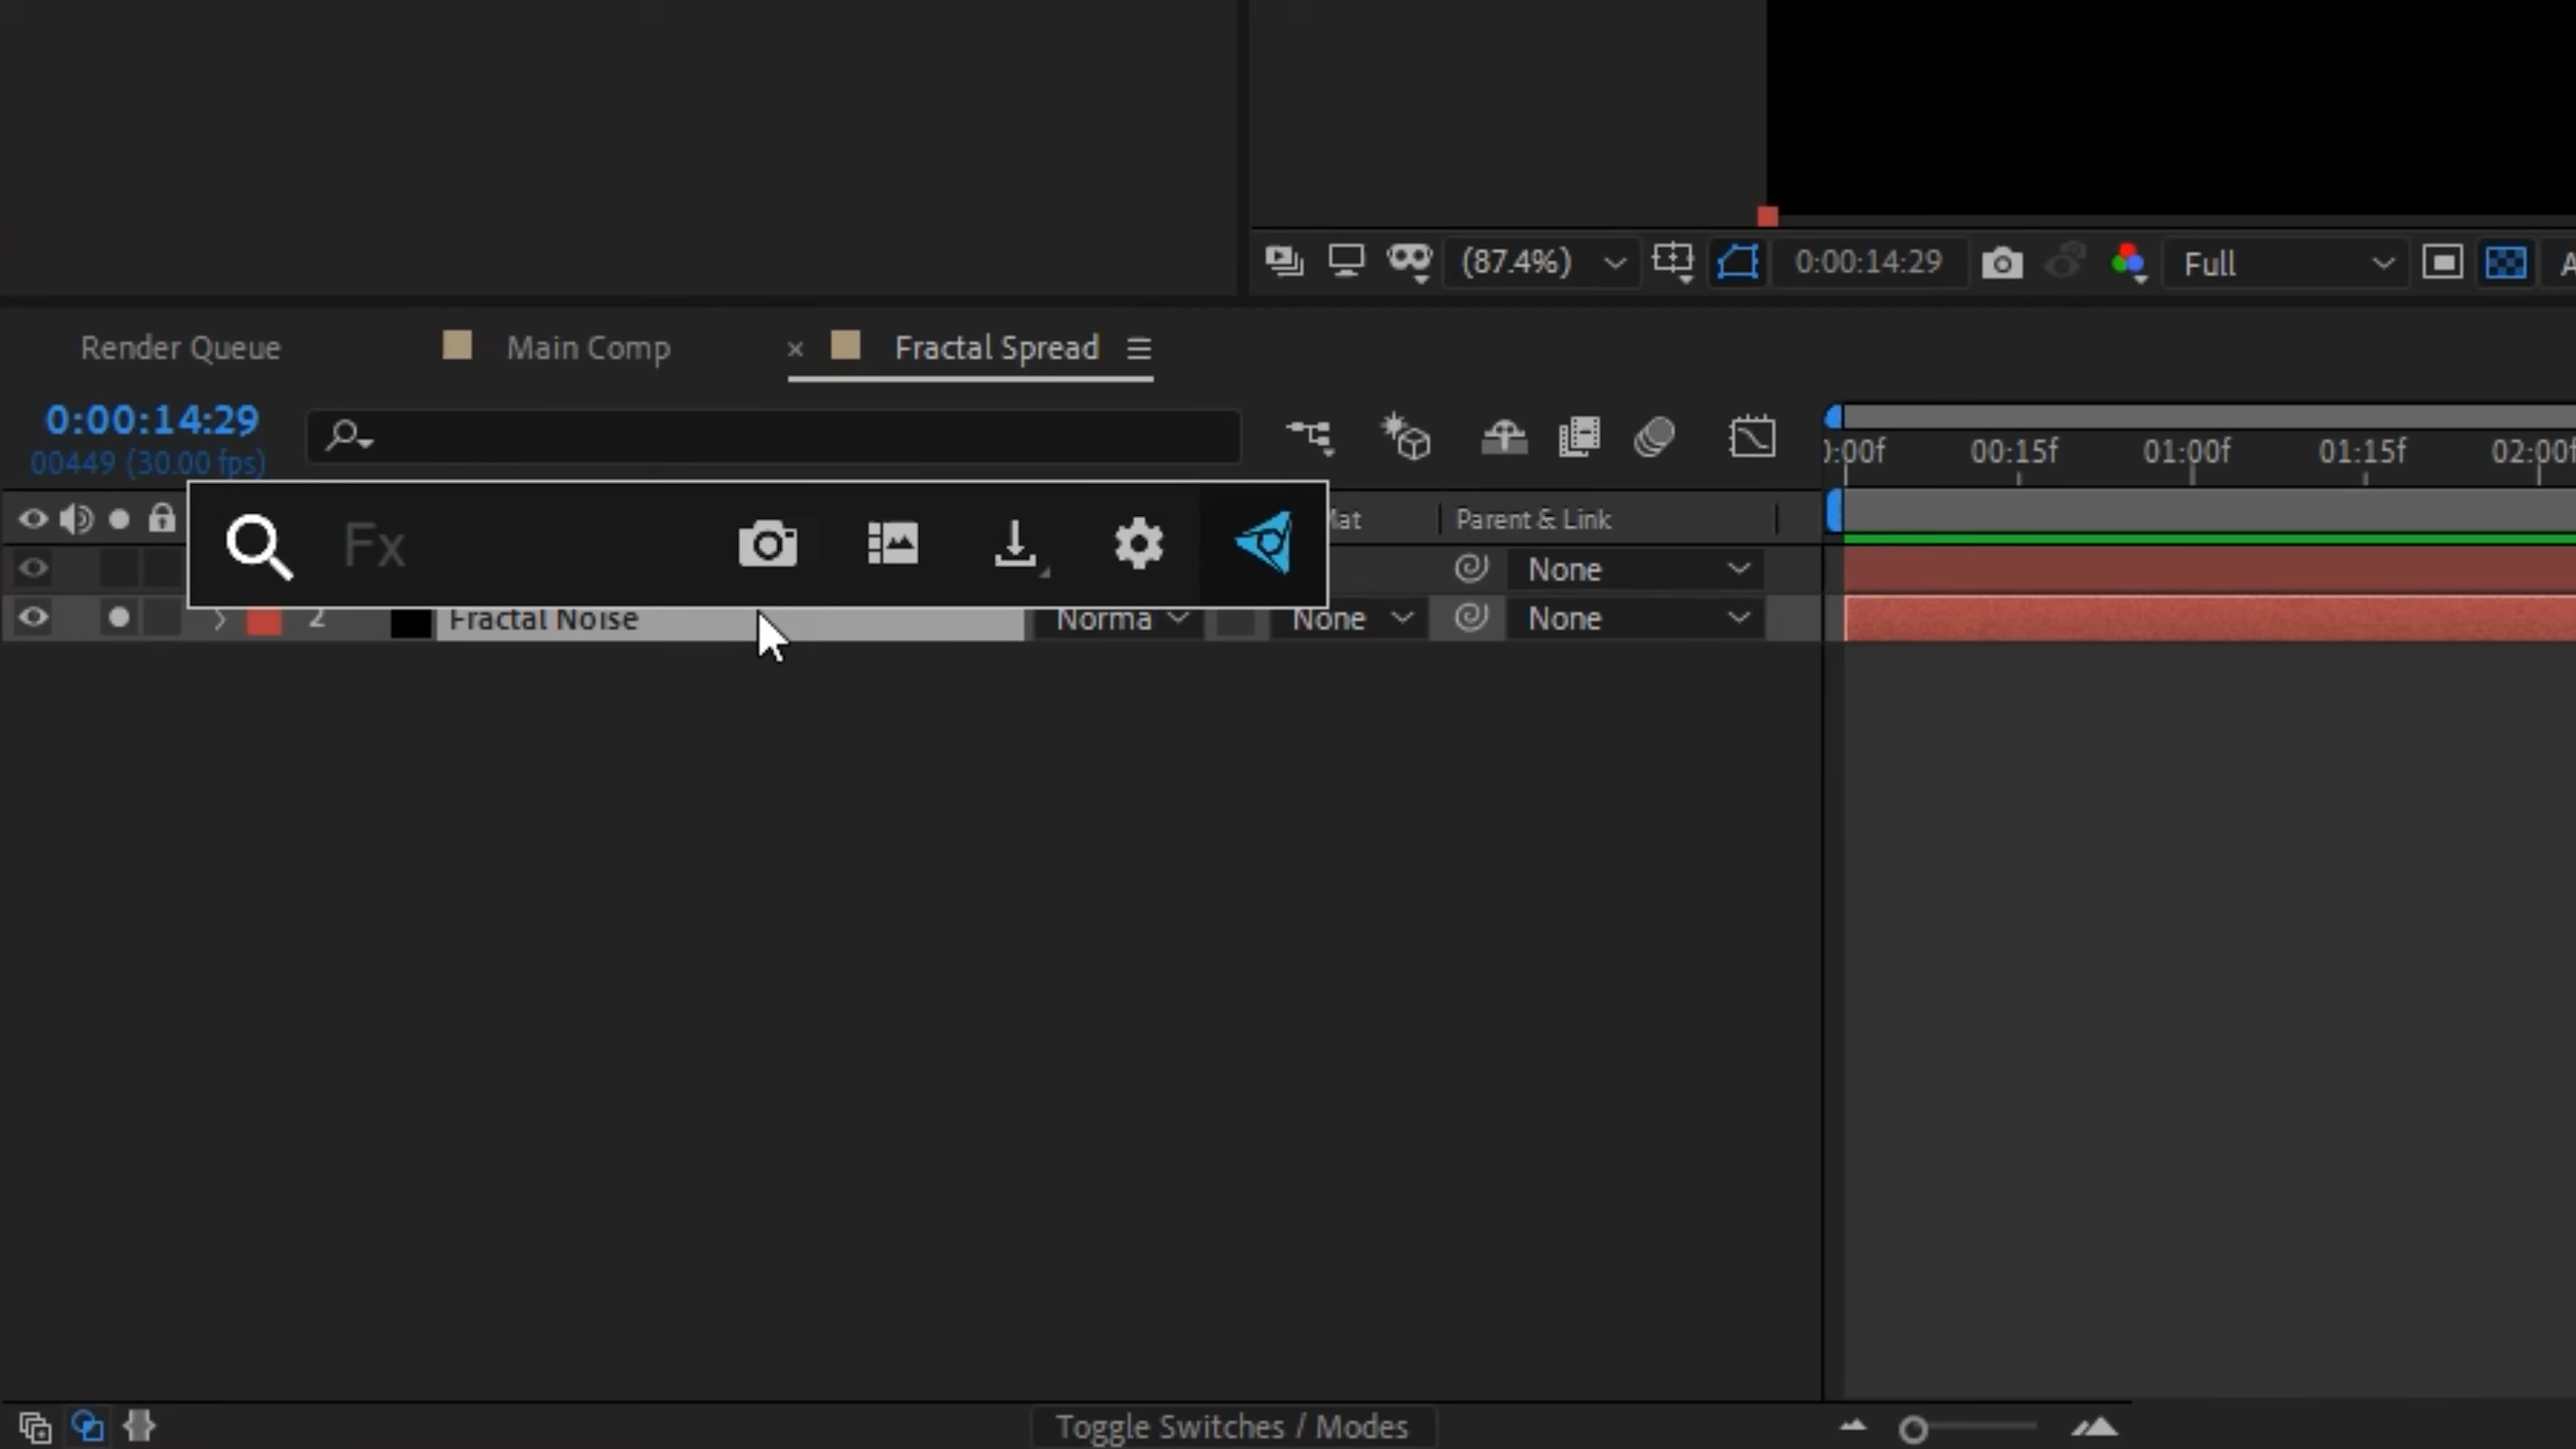 (87.4%)
0:00:14:29
Full
Render Queue
Main Comp
Fractal Spread
0:00:14:29
00449 (30.00 fps)
:00f
00:15f
01:00f
01:15f
02:00f
Fx
Mat
Parent & Link
None
2
Fractal Noise
Norma
None
None
Toggle Switches / Modes